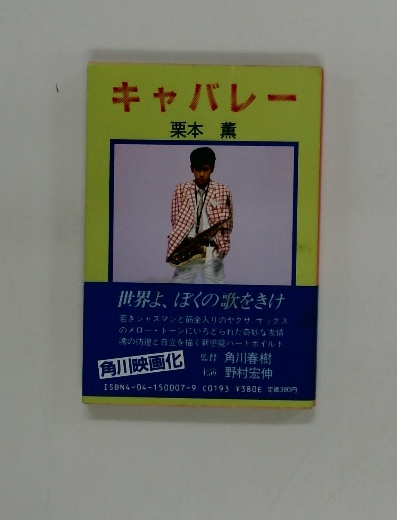 キャバレー
栗本 薫
世界よ、ぼくの歌をきけ
若きジャズマンと筋金入りのヤクザ サックス
のメロー・トーンにいろどられた奇妙な友情
魂の彷徨と自立を描く新感覚ハードボイルド
角川映画化
監督 角川春樹
主演 野村宏伸
ISBN4-04-150007-9 C0193 ¥380E 定価380円